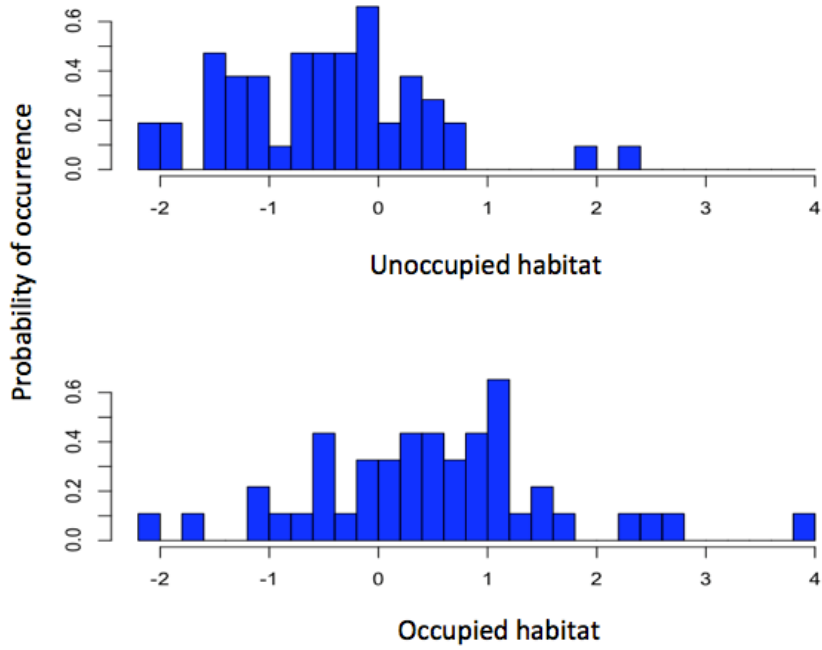 Probability of occurrence
0.0 0.2 0.4 0.6
-2 -1 0 1 2 3 4
Unoccupied habitat
0.0 0.2 0.4 0.6
-2 -1 0 1 2 3 4
Occupied habitat